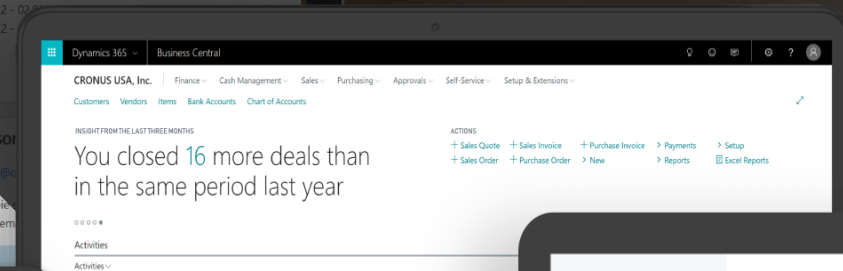 Dynamics 365 Business Central
CRONUS USA, Inc. Finance Cash Management Sales Purchasing Approvals Self-Service Setup & Extensions
Customers Vendors Items Bank Accounts Chart of Accounts
INSIGHT FROM THE LAST THREE MONTHS
You closed 16 more deals than
in the same period last year
ACTIONS
+ Sales Quote + Sales Invoice + Purchase Invoice > Payments > Setup
+ Sales Order + Purchase Order > New > Reports Excel Reports
Activities
Activities